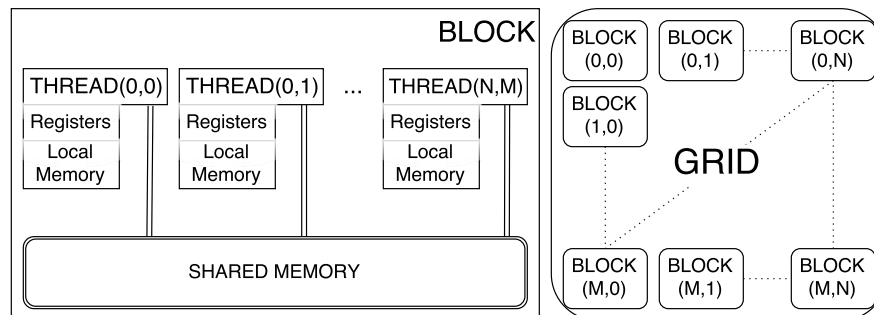 BLOCK
THREAD(0,0) THREAD(0,1) ... THREAD(N,M)
Registers Registers Registers
Local Local Local
Memory Memory Memory
SHARED MEMORY
BLOCK BLOCK BLOCK
(0,0) (0,1) (0,N)
BLOCK
(1,0)
GRID
BLOCK BLOCK BLOCK
(M,0) (M,1) (M,N)